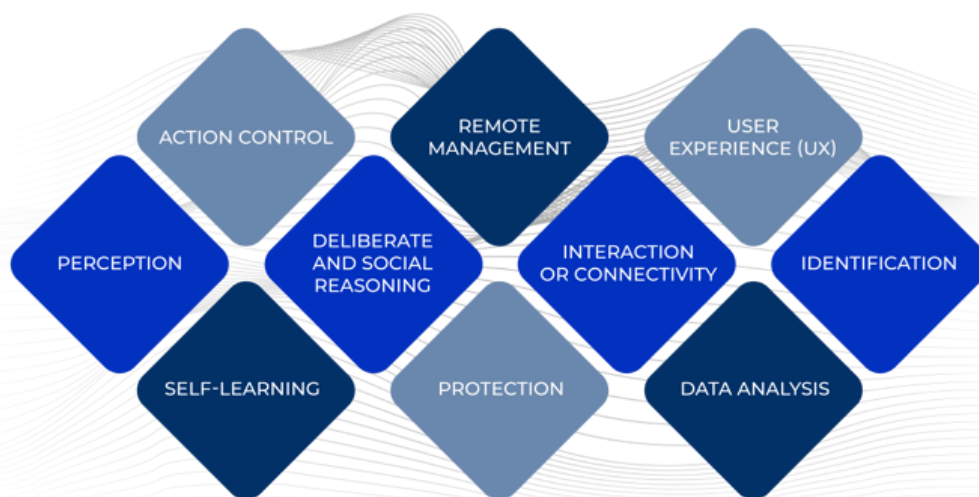 ACTION CONTROL
REMOTE
MANAGEMENT
USER
EXPERIENCE (UX)
PERCEPTION
DELIBERATE
AND SOCIAL
REASONING
INTERACTION
OR CONNECTIVITY
IDENTIFICATION
SELF-LEARNING
PROTECTION
DATA ANALYSIS